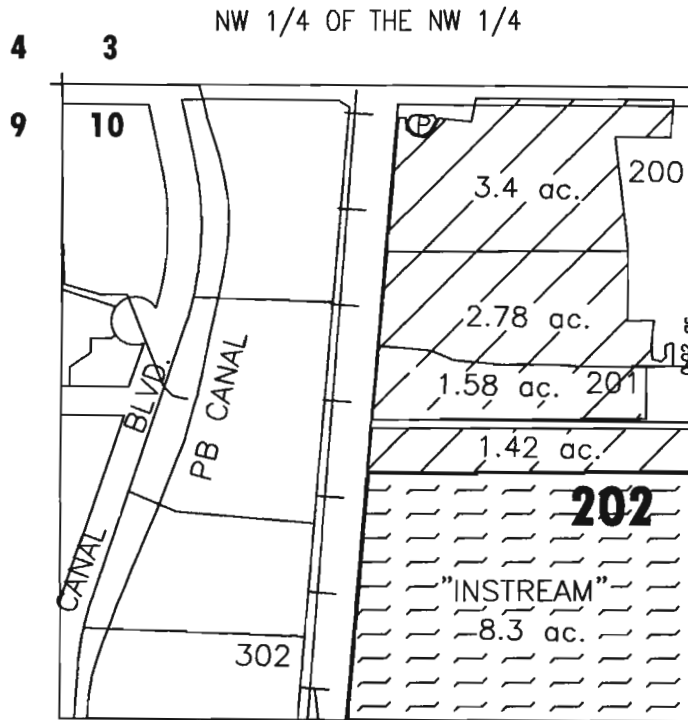 NW 1/4 OF THE NW 1/4
4 3
9 10
P
3.4 ac.
200
2.78 ac.
1.58 ac. 201
1.42 ac.
202
"INSTREAM"
8.3 ac.
CANAL BLVD.
PB CANAL
302